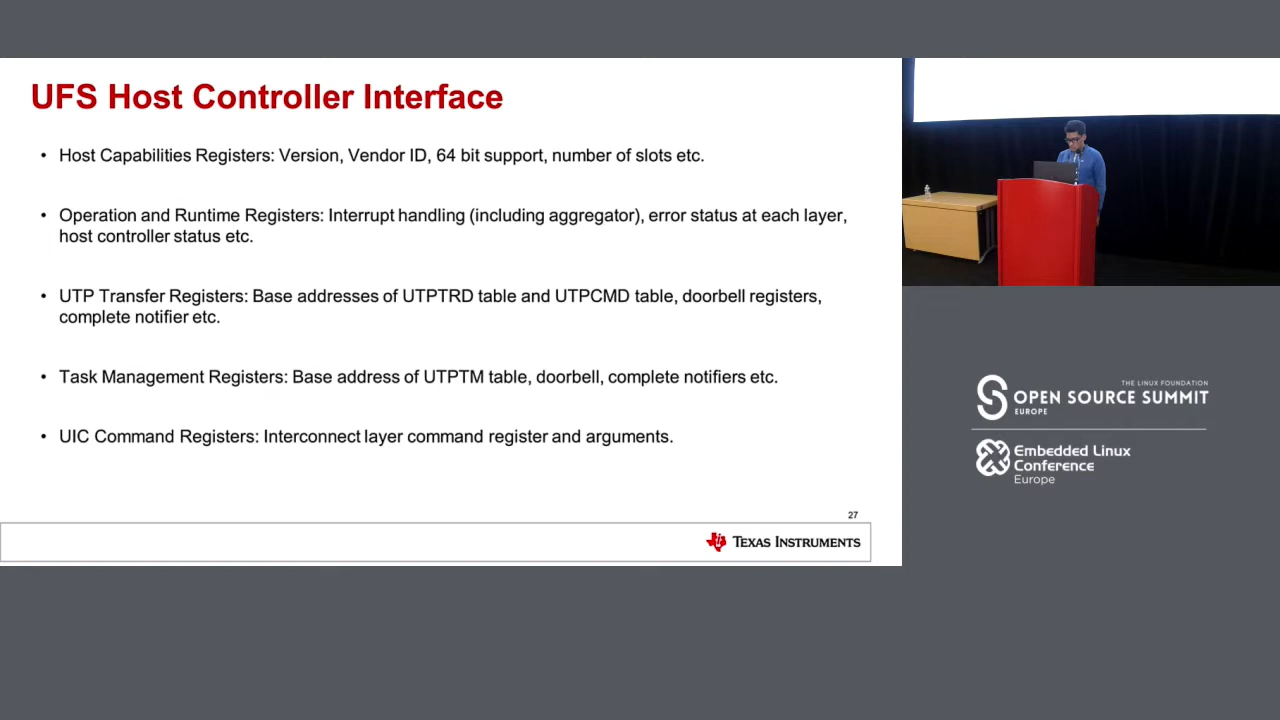 UFS Host Controller Interface
• Host Capabilities Registers: Version, Vendor ID, 64 bit support, number of slots etc.
• Operation and Runtime Registers: Interrupt handling (including aggregator), error status at each layer,
host controller status etc.
• UTP Transfer Registers: Base addresses of UTPTRD table and UTPCMD table, doorbell registers,
complete notifier etc.
• Task Management Registers: Base address of UTPTM table, doorbell, complete notifiers etc.
• UIC Command Registers: Interconnect layer command register and arguments.
27
TEXAS INSTRUMENTS
THE LINUX FOUNDATION
OPEN SOURCE SUMMIT
EUROPE
Embedded Linux
Conference
Europe